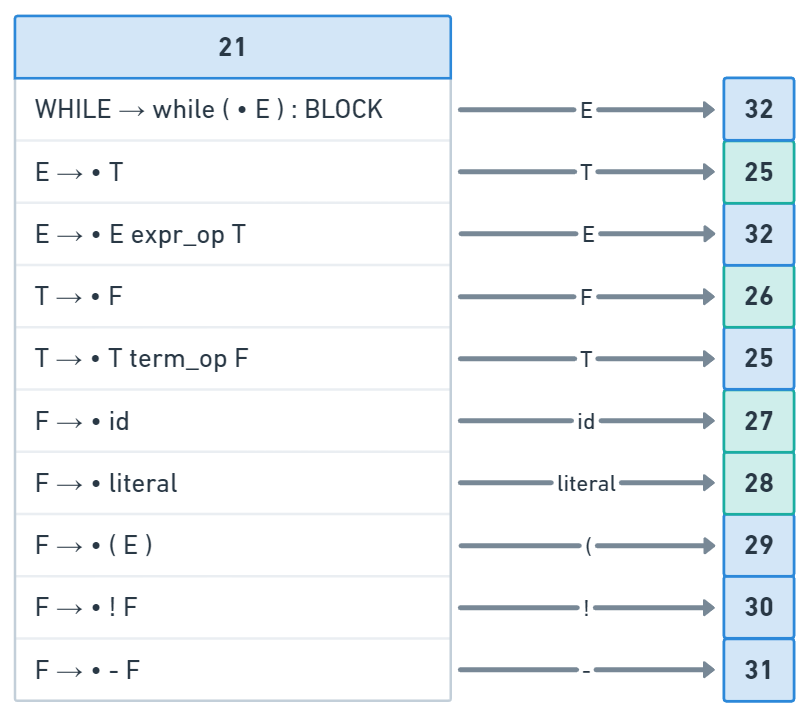 21
WHILE → while ( • E ) : BLOCK E 32
E → • T T 25
E → • E expr_op T E 32
T → • F F 26
T → • T term_op F T 25
F → • id id 27
F → • literal literal 28
F → • ( E ) ( 29
F → • ! F ! 30
F → • - F - 31